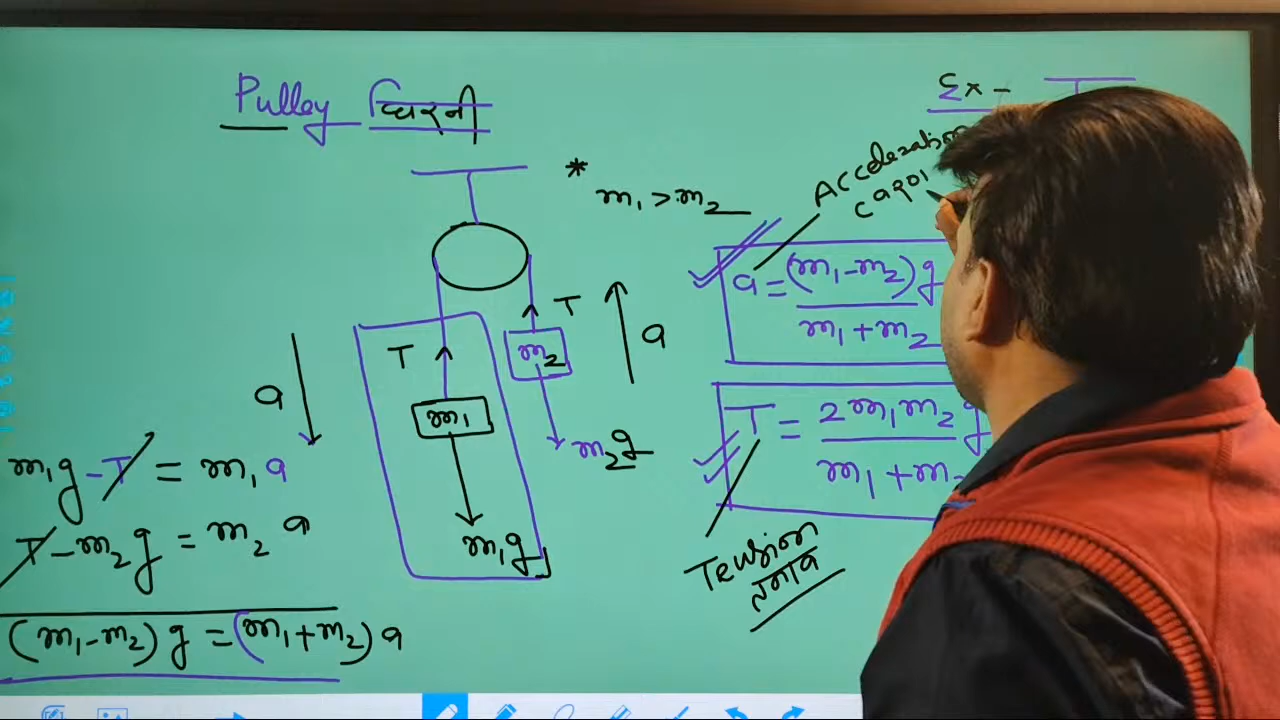 Pulley घिरनी
* m₁ > m₂
Ex -
Acceleration
a = (m₁-m₂)g / m₁+m₂
T
T
a
m₂
a
T = 2m₁m₂g / m₁+m₂
m₁
m₂g
m₁g
m₁g - T = m₁a
T - m₂g = m₂a
(m₁-m₂)g = (m₁+m₂)a
Tension
तनाव